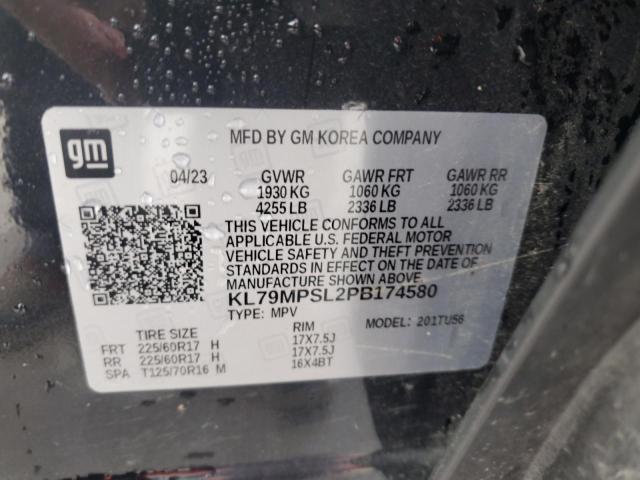 gm
MFD BY GM KOREA COMPANY
04/23 GVWR GAWR FRT GAWR RR
1930 KG 1060 KG 1060 KG
4255 LB 2336 LB 2336 LB
THIS VEHICLE CONFORMS TO ALL
APPLICABLE U.S. FEDERAL MOTOR
VEHICLE SAFETY AND THEFT PREVENTION
STANDARDS IN EFFECT ON THE DATE OF
MANUFACTURE SHOWN ABOVE.
KL79MPSL2PB174580
TYPE: MPV MODEL: 201TU56
TIRE SIZE RIM
FRT 225/60R17 H 17X7.5J
RR 225/60R17 H 17X7.5J
SPA T125/70R16 M 16X4BT